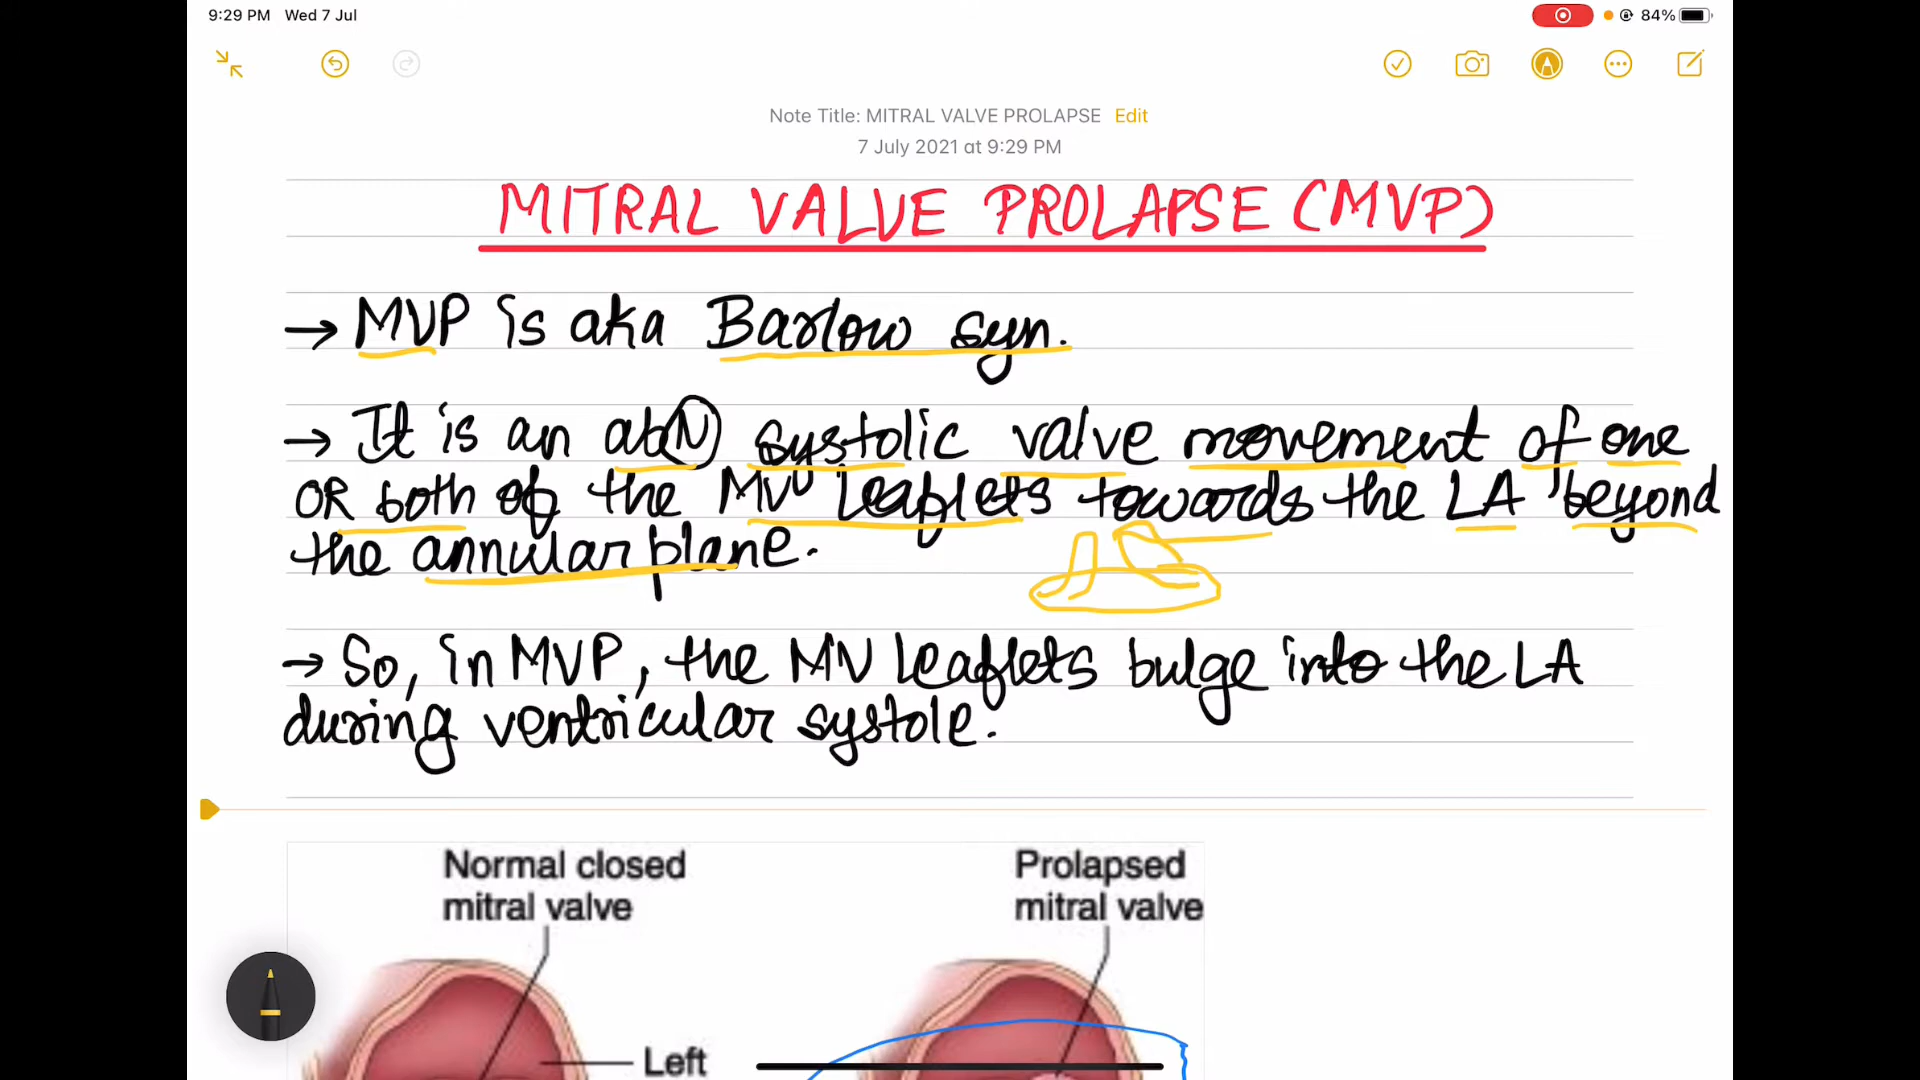 9:29 PM Wed 7 Jul 84%
Note Title: MITRAL VALVE PROLAPSE Edit
7 July 2021 at 9:29 PM
MITRAL VALVE PROLAPSE (MVP)
→ MVP is aka Barlow syn.
→ It is an abⓃ systolic valve movement of one
OR both of the MV leaflets towards the LA beyond
the annular plane.
→ So, in MVP, the MV leaflets bulge into the LA
during ventricular systole.
Normal closed
mitral valve
Prolapsed
mitral valve
Left